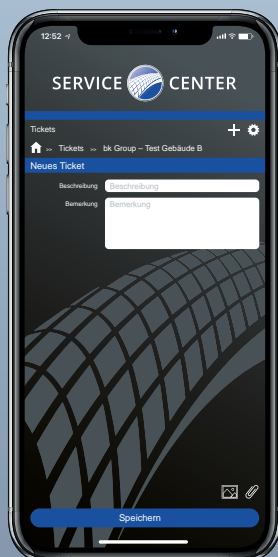 12:52
SERVICE CENTER
Tickets
>> Tickets >> bk Group – Test Gebäude B
Neues Ticket
Beschreibung Beschreibung
Bemerkung Bemerkung
Speichern